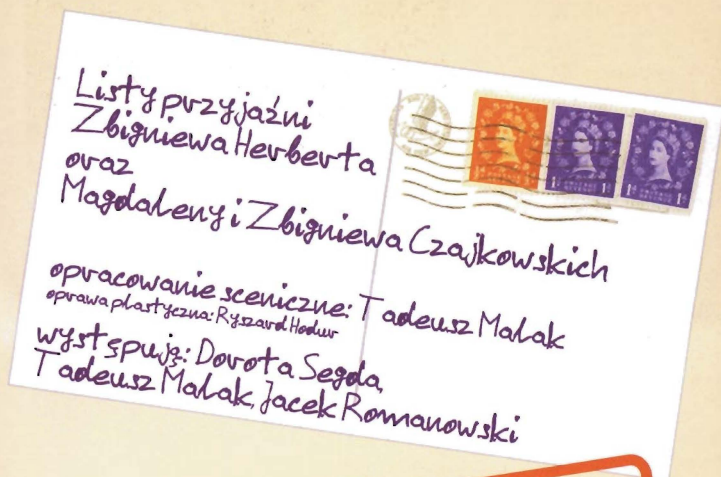 Listy przyjaźni
Zbigniewa Herberta
oraz
Magdaleny i Zbigniewa Czajkowskich
opracowanie sceniczne: Tadeusz Malak
oprawa plastyczna: Ryszard Hodur
występują: Dorota Segda,
Tadeusz Malak, Jacek Romanowski